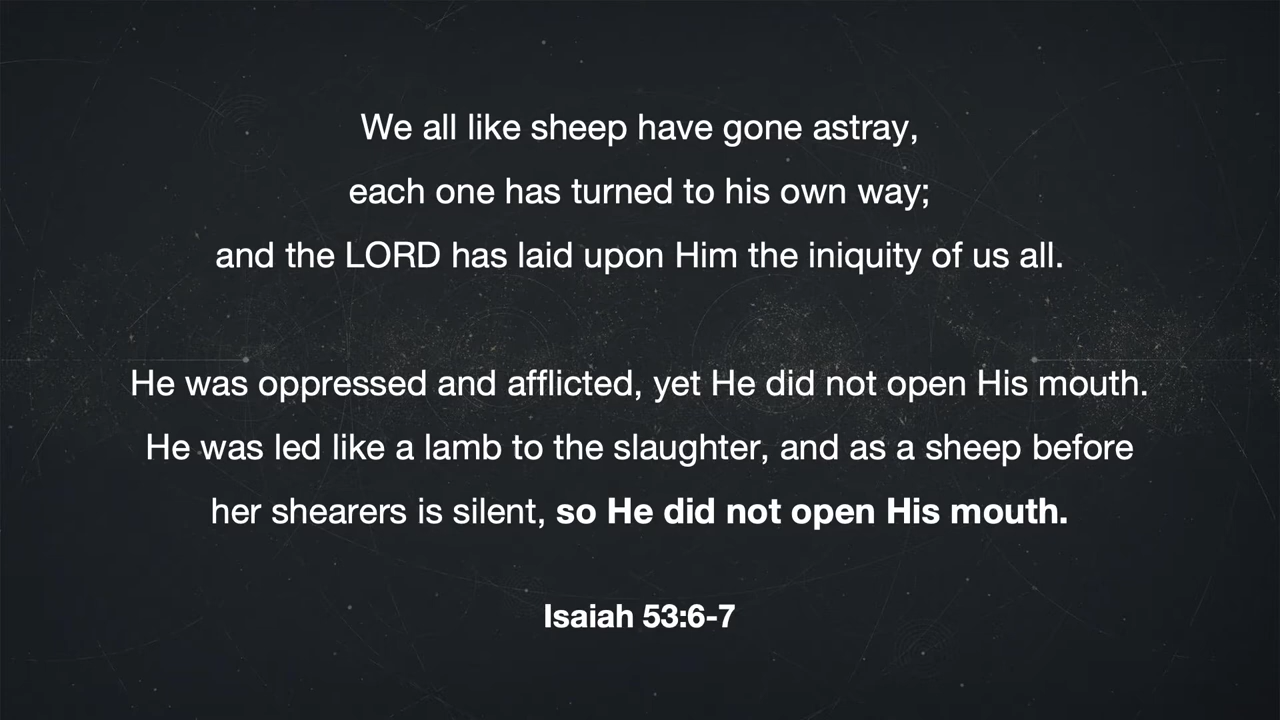 We all like sheep have gone astray,
each one has turned to his own way;
and the LORD has laid upon Him the iniquity of us all.
He was oppressed and afflicted, yet He did not open His mouth.
He was led like a lamb to the slaughter, and as a sheep before
her shearers is silent, so He did not open His mouth.
Isaiah 53:6-7